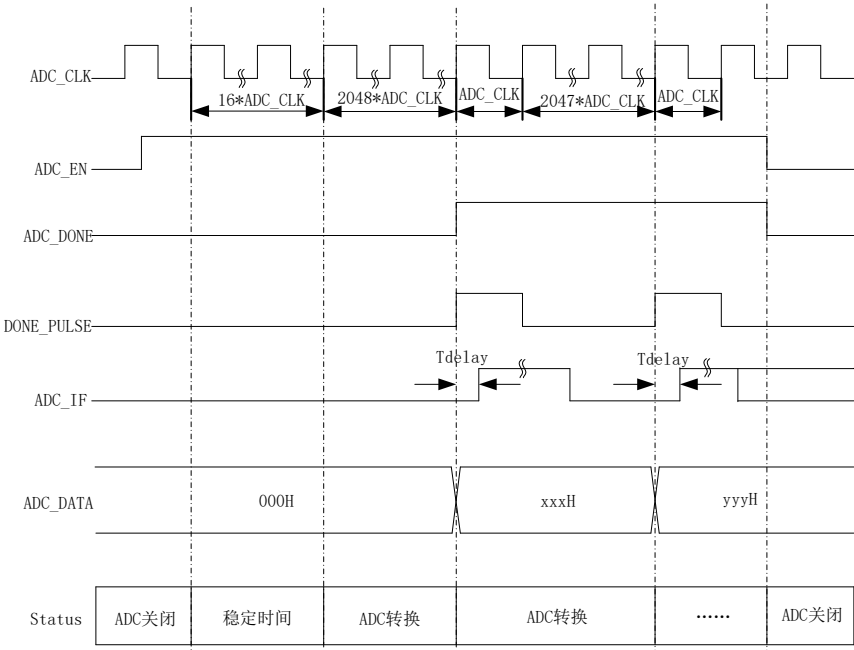 ADC_CLK
16*ADC_CLK
2048*ADC_CLK
ADC_CLK
2047*ADC_CLK
ADC_CLK
ADC_EN
ADC_DONE
DONE_PULSE
Tdelay
Tdelay
ADC_IF
ADC_DATA
000H
xxxH
yyyH
Status
ADC关闭
稳定时间
ADC转换
ADC转换
……
ADC关闭